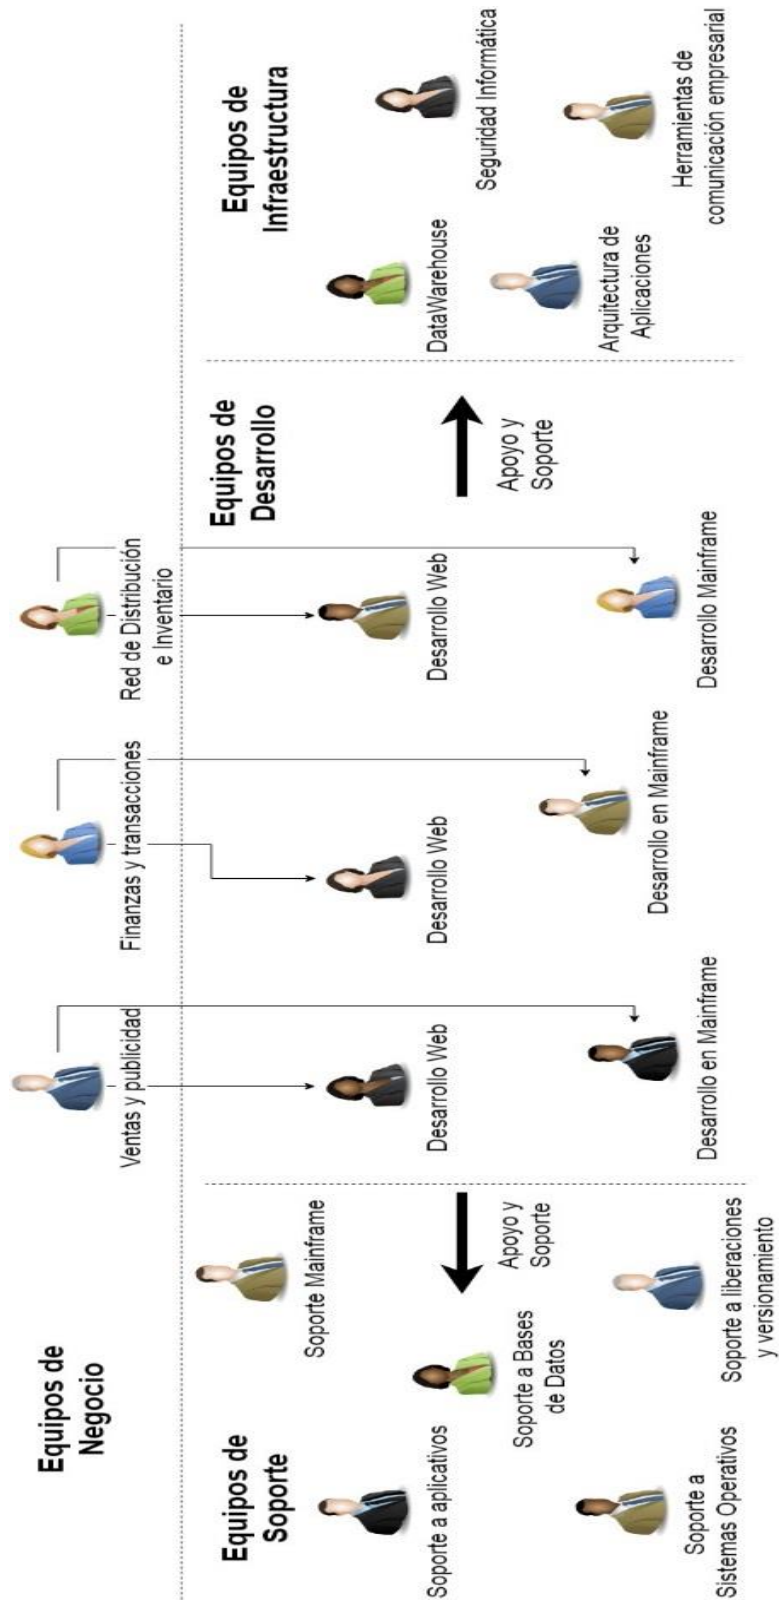 Equipos de
Negocio
Ventas y publicidad
Finanzas y transacciones
Red de Distribución
e Inventario
Equipos de
Soporte
Soporte Mainframe
Soporte a aplicativos
Soporte a Bases
de Datos
Soporte a
Sistemas Operativos
Soporte a liberaciones
y versionamiento
Apoyo y
Soporte
Equipos de
Desarrollo
Desarrollo Web
Desarrollo en Mainframe
Desarrollo Web
Desarrollo en Mainframe
Desarrollo Web
Desarrollo Mainframe
Apoyo y
Soporte
Equipos de
Infraestructura
DataWarehouse
Seguridad Informática
Arquitectura de
Aplicaciones
Herramientas de
comunicación empresarial